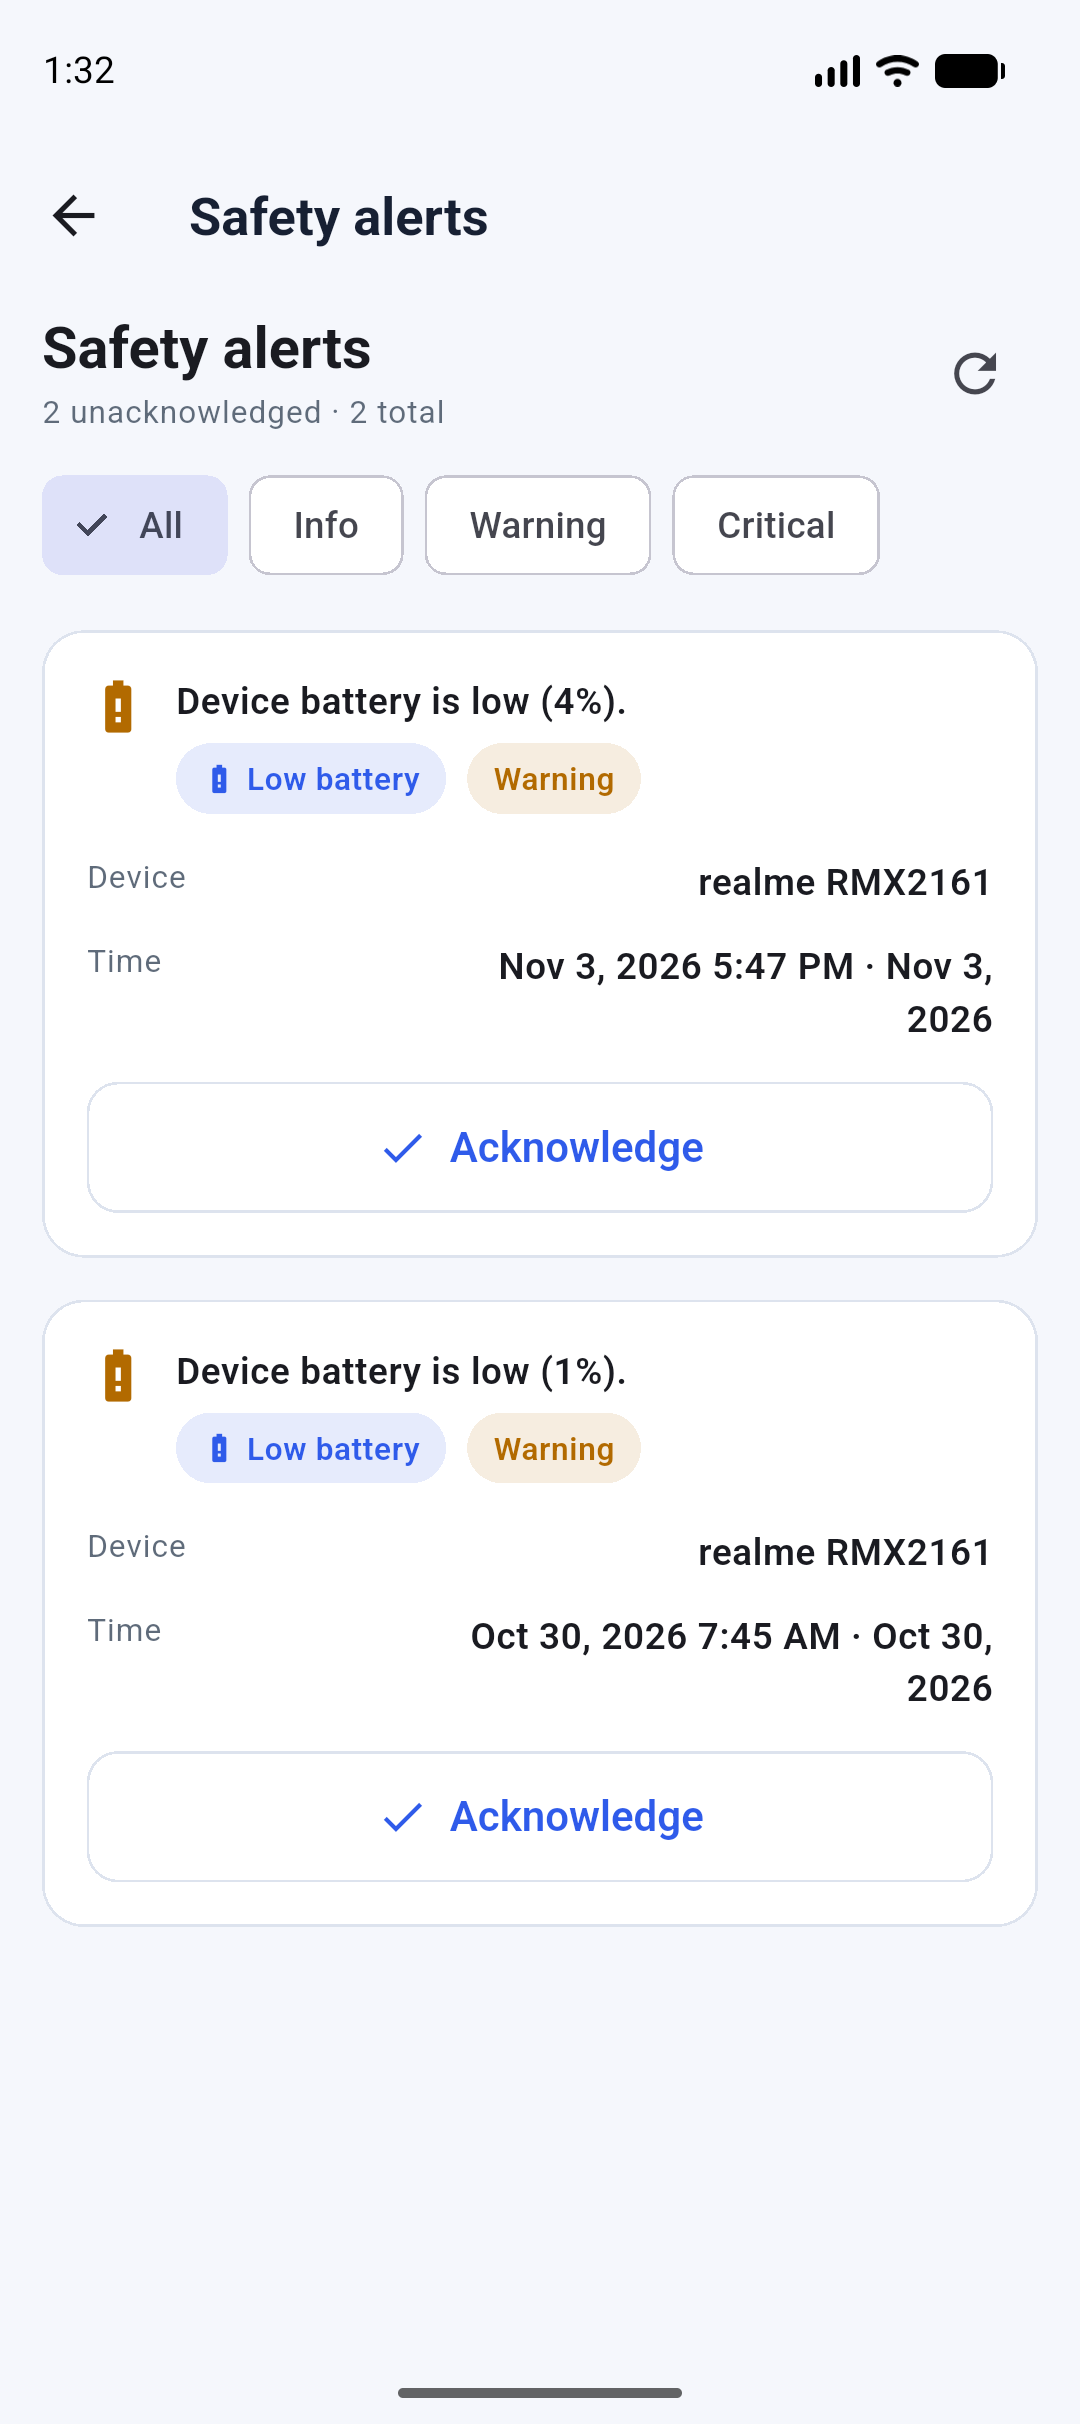 1:32
Safety alerts
Safety alerts
2 unacknowledged · 2 total
All
Info
Warning
Critical
Device battery is low (4%).
Low battery
Warning
Device
realme RMX2161
Time
Nov 3, 2026 5:47 PM · Nov 3,
2026
Acknowledge
Device battery is low (1%).
Low battery
Warning
Device
realme RMX2161
Time
Oct 30, 2026 7:45 AM · Oct 30,
2026
Acknowledge